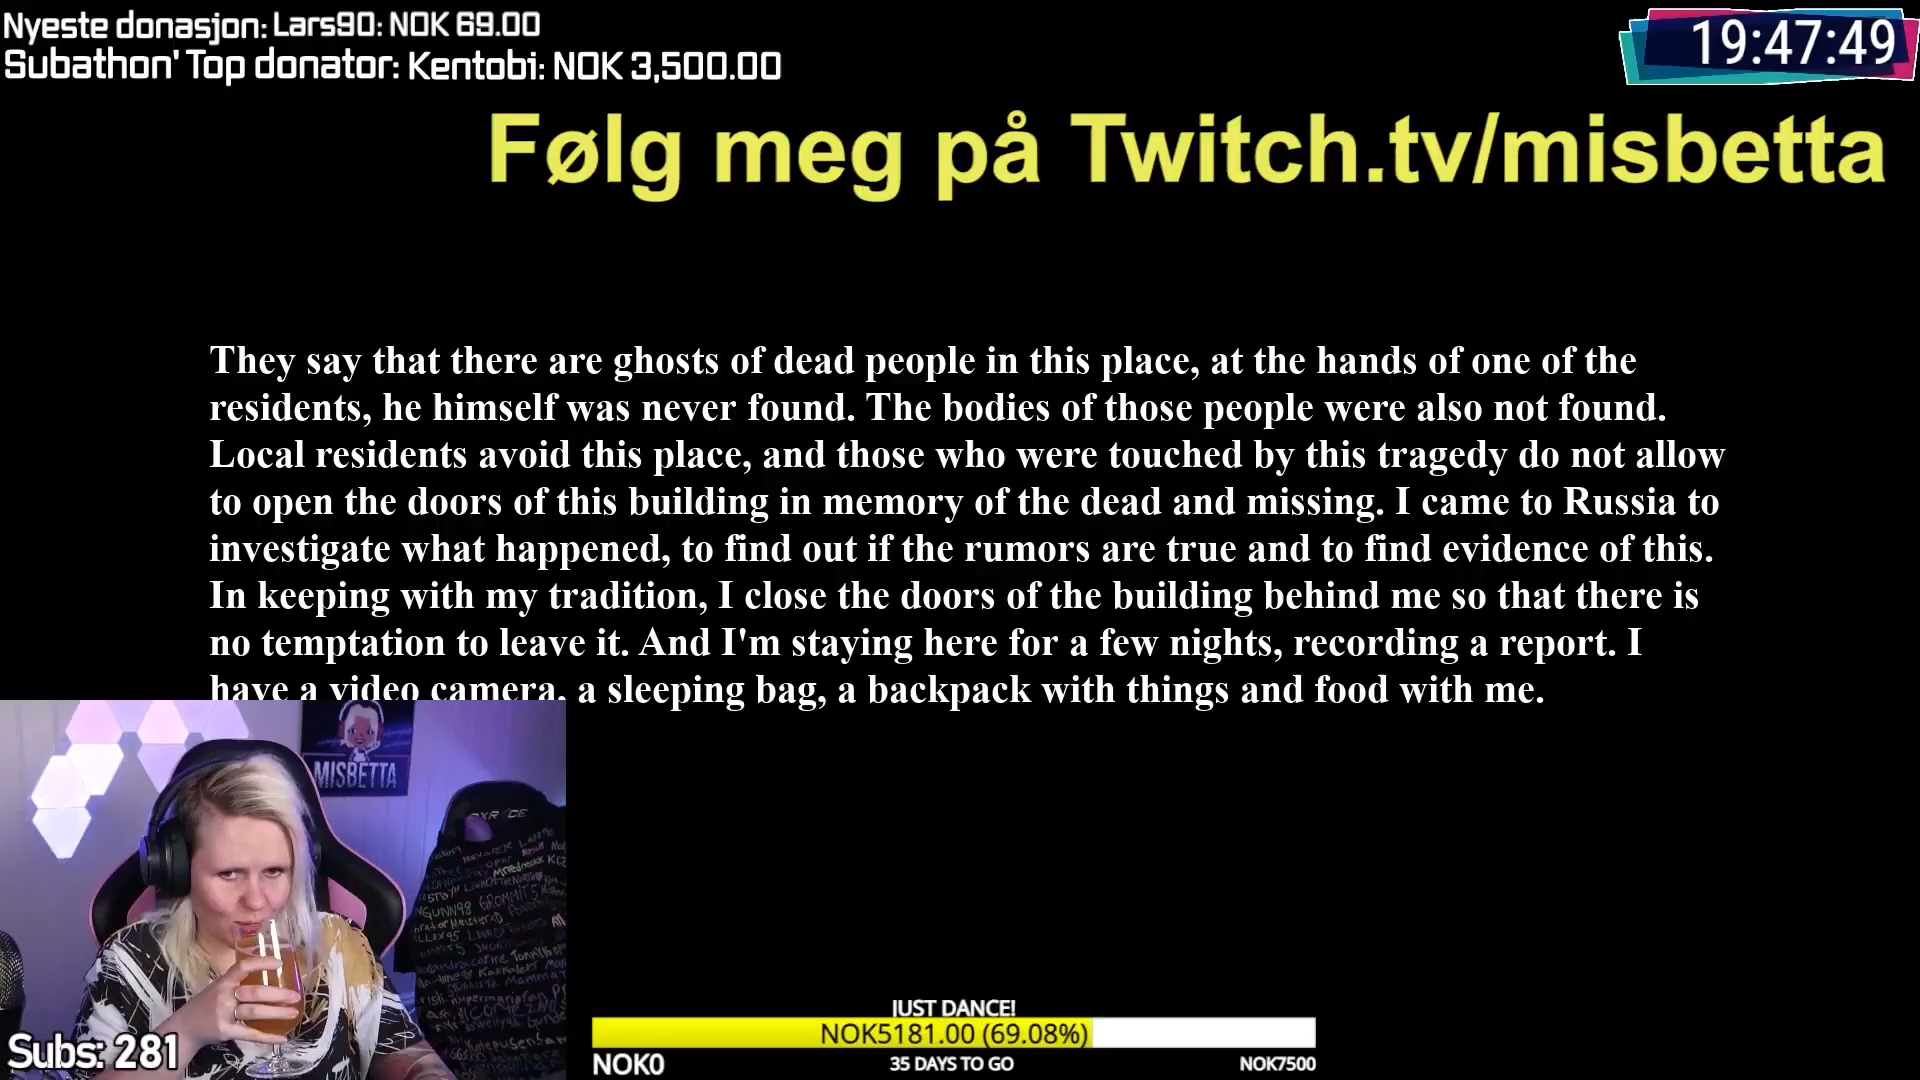 Nyeste donasjon: Lars90: NOK 69.00
Subathon' Top donator: Kentobi: NOK 3,500.00
19:47:49
Følg meg på Twitch.tv/misbetta
They say that there are ghosts of dead people in this place, at the hands of one of the
residents, he himself was never found. The bodies of those people were also not found.
Local residents avoid this place, and those who were touched by this tragedy do not allow
to open the doors of this building in memory of the dead and missing. I came to Russia to
investigate what happened, to find out if the rumors are true and to find evidence of this.
In keeping with my tradition, I close the doors of the building behind me so that there is
no temptation to leave it. And I'm staying here for a few nights, recording a report. I
have a video camera, a sleeping bag, a backpack with things and food with me.
MISBETTA
GROMMIT5
Subs: 281
JUST DANCE!
NOK5181.00 (69.08%)
NOK0
35 DAYS TO GO
NOK7500